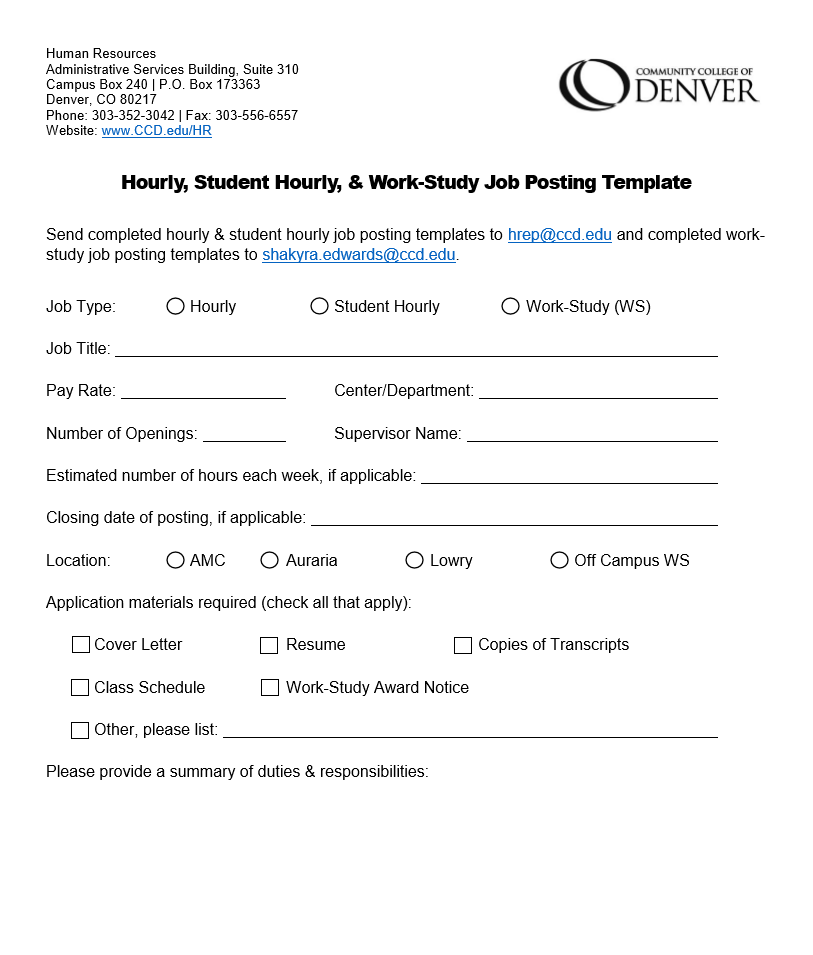 Human Resources
Administrative Services Building, Suite 310
Campus Box 240 | P.O. Box 173363
Denver, CO 80217
Phone: 303-352-3042 | Fax: 303-556-6557
Website: www.CCD.edu/HR
COMMUNITY COLLEGE OF
DENVER
Hourly, Student Hourly, & Work-Study Job Posting Template
Send completed hourly & student hourly job posting templates to hrep@ccd.edu and completed work-
study job posting templates to shakyra.edwards@ccd.edu.
Job Type: Hourly Student Hourly Work-Study (WS)
Job Title:
Pay Rate: Center/Department:
Number of Openings: Supervisor Name:
Estimated number of hours each week, if applicable:
Closing date of posting, if applicable:
Location: AMC Auraria Lowry Off Campus WS
Application materials required (check all that apply):
Cover Letter Resume Copies of Transcripts
Class Schedule Work-Study Award Notice
Other, please list:
Please provide a summary of duties & responsibilities: